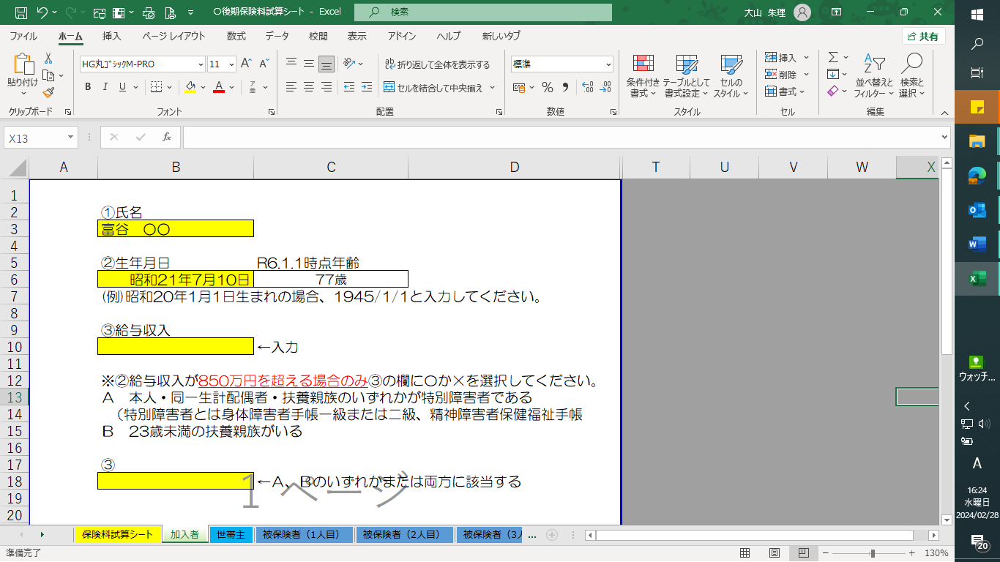 〇後期保険料試算シート - Excel
検索
大山 朱理
ファイル ホーム 挿入 ページ レイアウト 数式 データ 校閲 表示 アドイン ヘルプ 新しいタブ 共有
HG丸ｺﾞｼｯｸM-PRO 11
折り返して全体を表示する
標準
貼り付け
B I U
セルを結合して中央揃え
条件付き書式 テーブルとして書式設定 セルのスタイル
挿入
削除
書式
並べ替えとフィルター 検索と選択
クリップボード フォント 配置 数値 スタイル セル 編集
X13
A B C D T U V W X
1
2 ①氏名
3 富谷 〇〇
4
5 ②生年月日 R6.1.1時点年齢
6 昭和21年7月10日 77歳
7 (例)昭和20年1月1日生まれの場合、1945/1/1と入力してください。
8
9 ③給与収入
10 ←入力
11
12 ※②給与収入が850万円を超える場合のみ③の欄に〇か×を選択してください。
13 A 本人・同一生計配偶者・扶養親族のいずれかが特別障害者である
14 （特別障害者とは身体障害者手帳一級または二級、精神障害者保健福祉手帳
15 B 23歳未満の扶養親族がいる
16
17 ③
18 ←A、Bのいずれかまたは両方に該当する
19
20
1 ページ
保険料試算シート 加入者 世帯主 被保険者（1人目） 被保険者（2人目） 被保険者（3人 ...
準備完了
130%
ウォッチ...
A
16:24
水曜日
2024/02/28
20